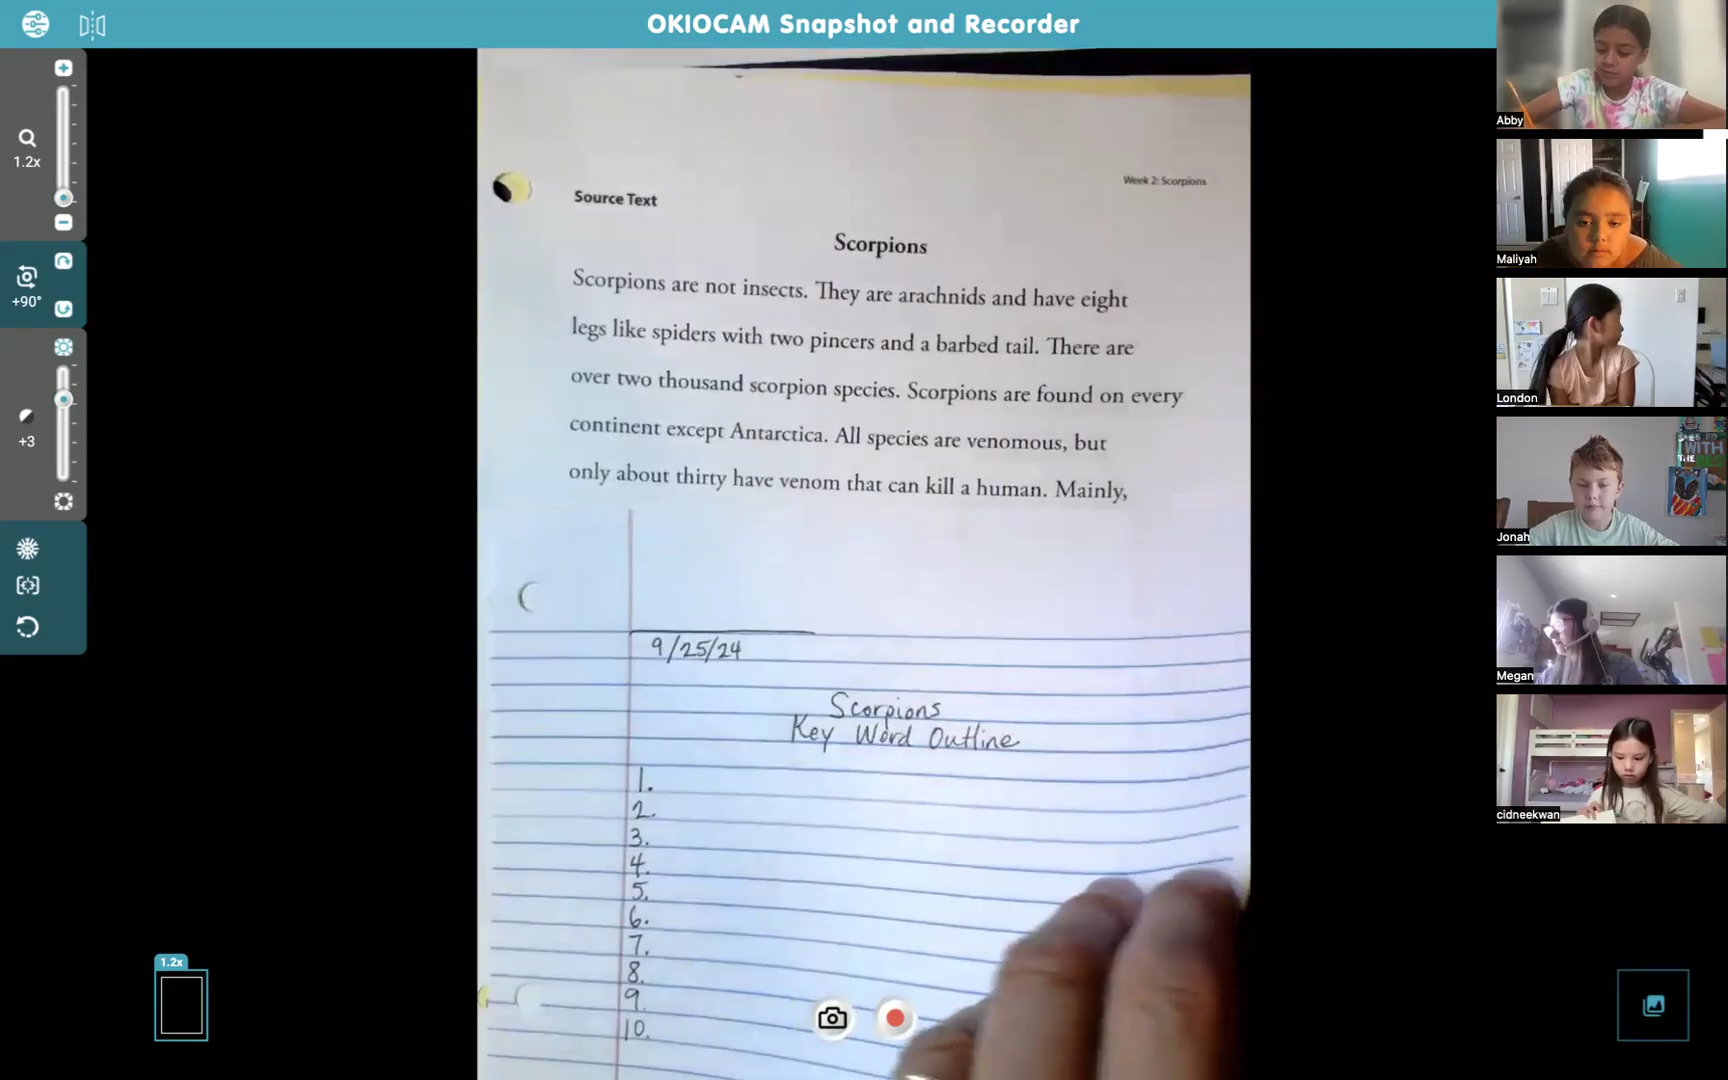 OKIOCAM Snapshot and Recorder
1.2x
+90°
+3
1.2x
Week 2: Scorpions
Source Text
Scorpions
Scorpions are not insects. They are arachnids and have eight
legs like spiders with two pincers and a barbed tail. There are
over two thousand scorpion species. Scorpions are found on every
continent except Antarctica. All species are venomous, but
only about thirty have venom that can kill a human. Mainly,
9/25/24
Scorpions
Key Word Outline
1.
2.
3.
4.
5.
6.
7.
8.
9.
10.
Abby
Maliyah
London
Jonah
WITH
THE
Megan
cidneekwan